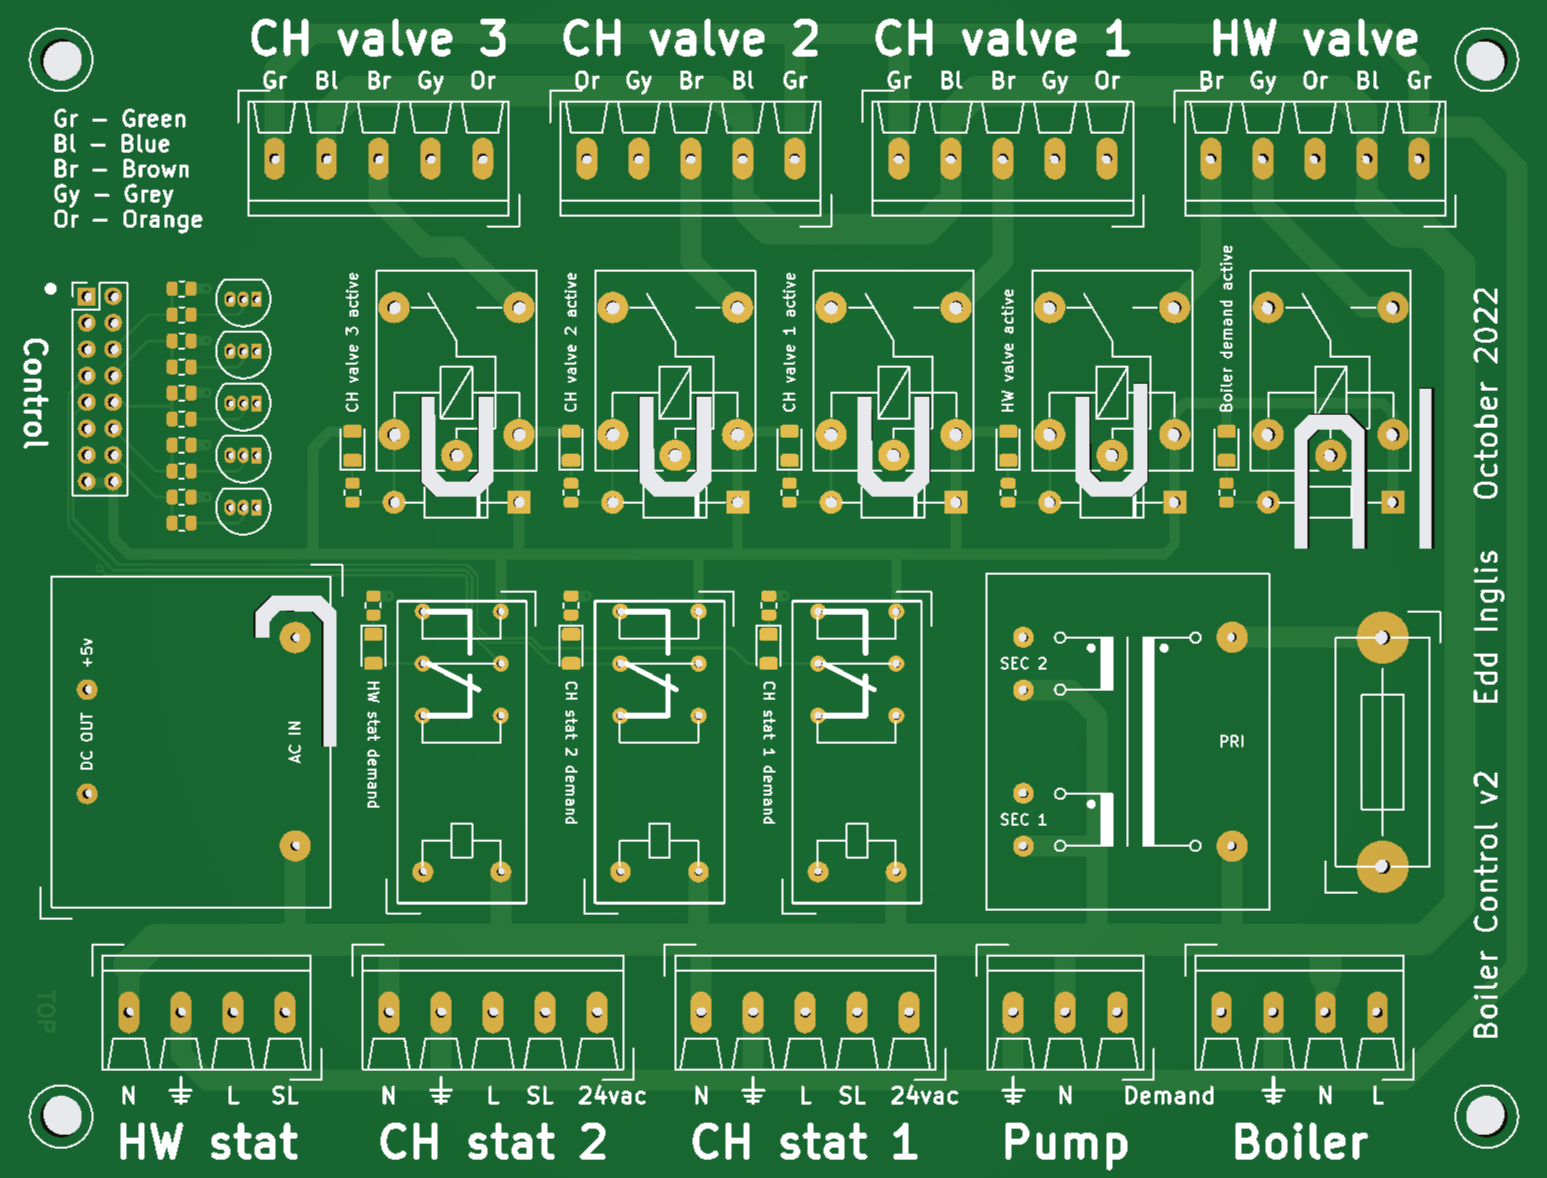 CH valve 3 CH valve 2 CH valve 1 HW valve
Gr Bl Br Gy Or Or Gy Br Bl Gr Gr Bl Br Gy Or Br Gy Or Bl Gr
Gr – Green
Bl – Blue
Br – Brown
Gy – Grey
Or – Orange
Control
CH valve 3 active
CH valve 2 active
CH valve 1 active
HW valve active
Boiler demand active
DC OUT +5v
AC IN
HW stat demand
CH stat 2 demand
CH stat 1 demand
SEC 2
SEC 1
PRI
Boiler Control v2 Edd Inglis October 2022
TOP
N L SL N L SL 24vac N L SL 24vac N Demand N L
HW stat CH stat 2 CH stat 1 Pump Boiler